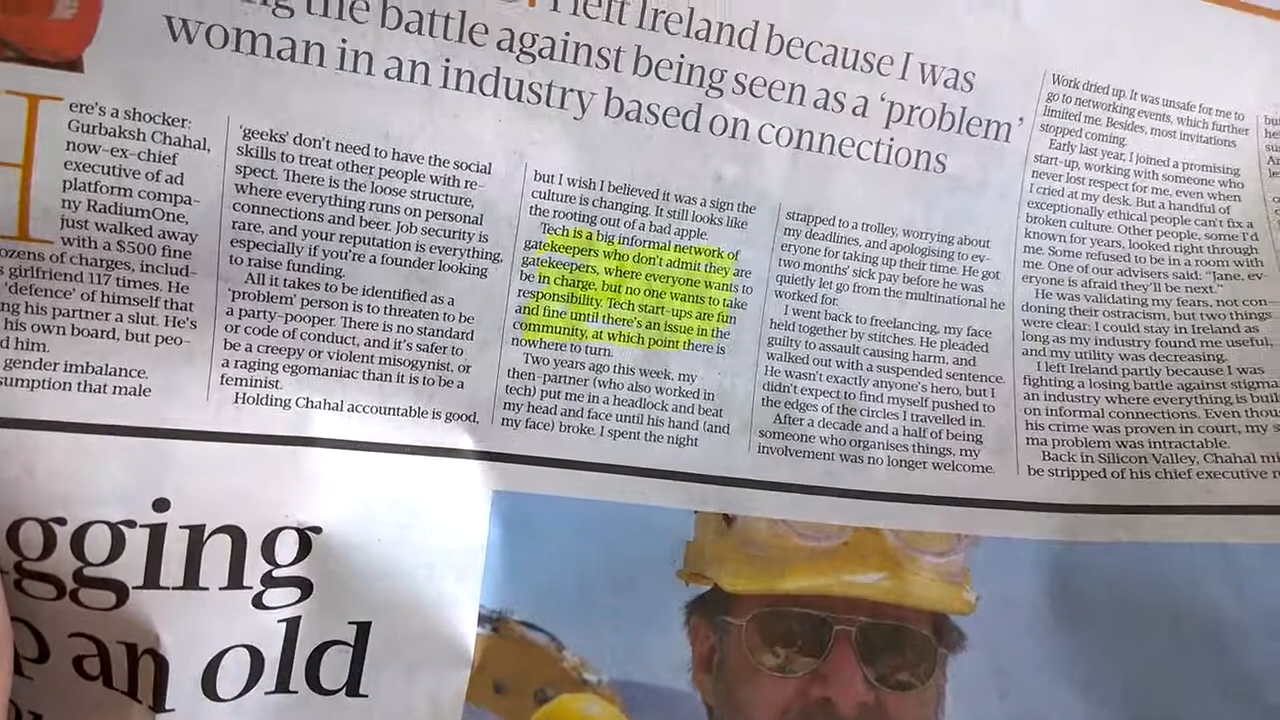 I left Ireland because I was
the battle against being seen as a ‘problem’
woman in an industry based on connections
Here’s a shocker:
Gurbaksh Chahal,
now-ex-chief
executive of ad
platform compa-
ny RadiumOne,
just walked away
with a $500 fine
ozens of charges, includ-
girlfriend 117 times. He
‘defence’ of himself that
ng his partner a slut. He’s
his own board, but peo-
d him.
gender imbalance.
sumption that male
‘geeks’ don’t need to have the social
skills to treat other people with re-
spect. There is the loose structure,
where everything runs on personal
connections and beer. Job security is
rare, and your reputation is everything,
especially if you’re a founder looking
to raise funding.
All it takes to be identified as a
‘problem’ person is to threaten to be
a party-pooper. There is no standard
or code of conduct, and it’s safer to
be a creepy or violent misogynist, or
a raging egomaniac than it is to be a
feminist.
Holding Chahal accountable is good,
but I wish I believed it was a sign the
culture is changing. It still looks like
the rooting out of a bad apple.
Tech is a big informal network of
gatekeepers who don’t admit they are
gatekeepers, where everyone wants to
be in charge, but no one wants to take
responsibility. Tech start-ups are fun
and fine until there’s an issue in the
community, at which point there is
nowhere to turn.
Two years ago this week, my
then-partner (who also worked in
tech) put me in a headlock and beat
my head and face until his hand (and
my face) broke. I spent the night
strapped to a trolley, worrying about
my deadlines, and apologising to ev-
eryone for taking up their time. He got
two months’ sick pay before he was
quietly let go from the multinational he
worked for.
I went back to freelancing, my face
held together by stitches. He pleaded
guilty to assault causing harm, and
walked out with a suspended sentence.
He wasn’t exactly anyone’s hero, but I
didn’t expect to find myself pushed to
the edges of the circles I travelled in.
After a decade and a half of being
someone who organises things, my
involvement was no longer welcome.
Work dried up. It was unsafe for me to
go to networking events, which further
limited me. Besides, most invitations
stopped coming.
Early last year, I joined a promising
start-up, working with someone who
never lost respect for me, even when
I cried at my desk. But a handful of
exceptionally ethical people can’t fix a
broken culture. Other people, some I’d
known for years, looked right through
me. Some refused to be in a room with
me. One of our advisers said: “Jane, ev-
eryone is afraid they’ll be next.”
He was validating my fears, not con-
doning their ostracism, but two things
were clear: I could stay in Ireland as
long as my industry found me useful,
and my utility was decreasing.
I left Ireland partly because I was
fighting a losing battle against stigma
an industry where everything is buil
on informal connections. Even thou
his crime was proven in court, my s
ma problem was intractable.
Back in Silicon Valley, Chahal mi
be stripped of his chief executive r
gging
p an old